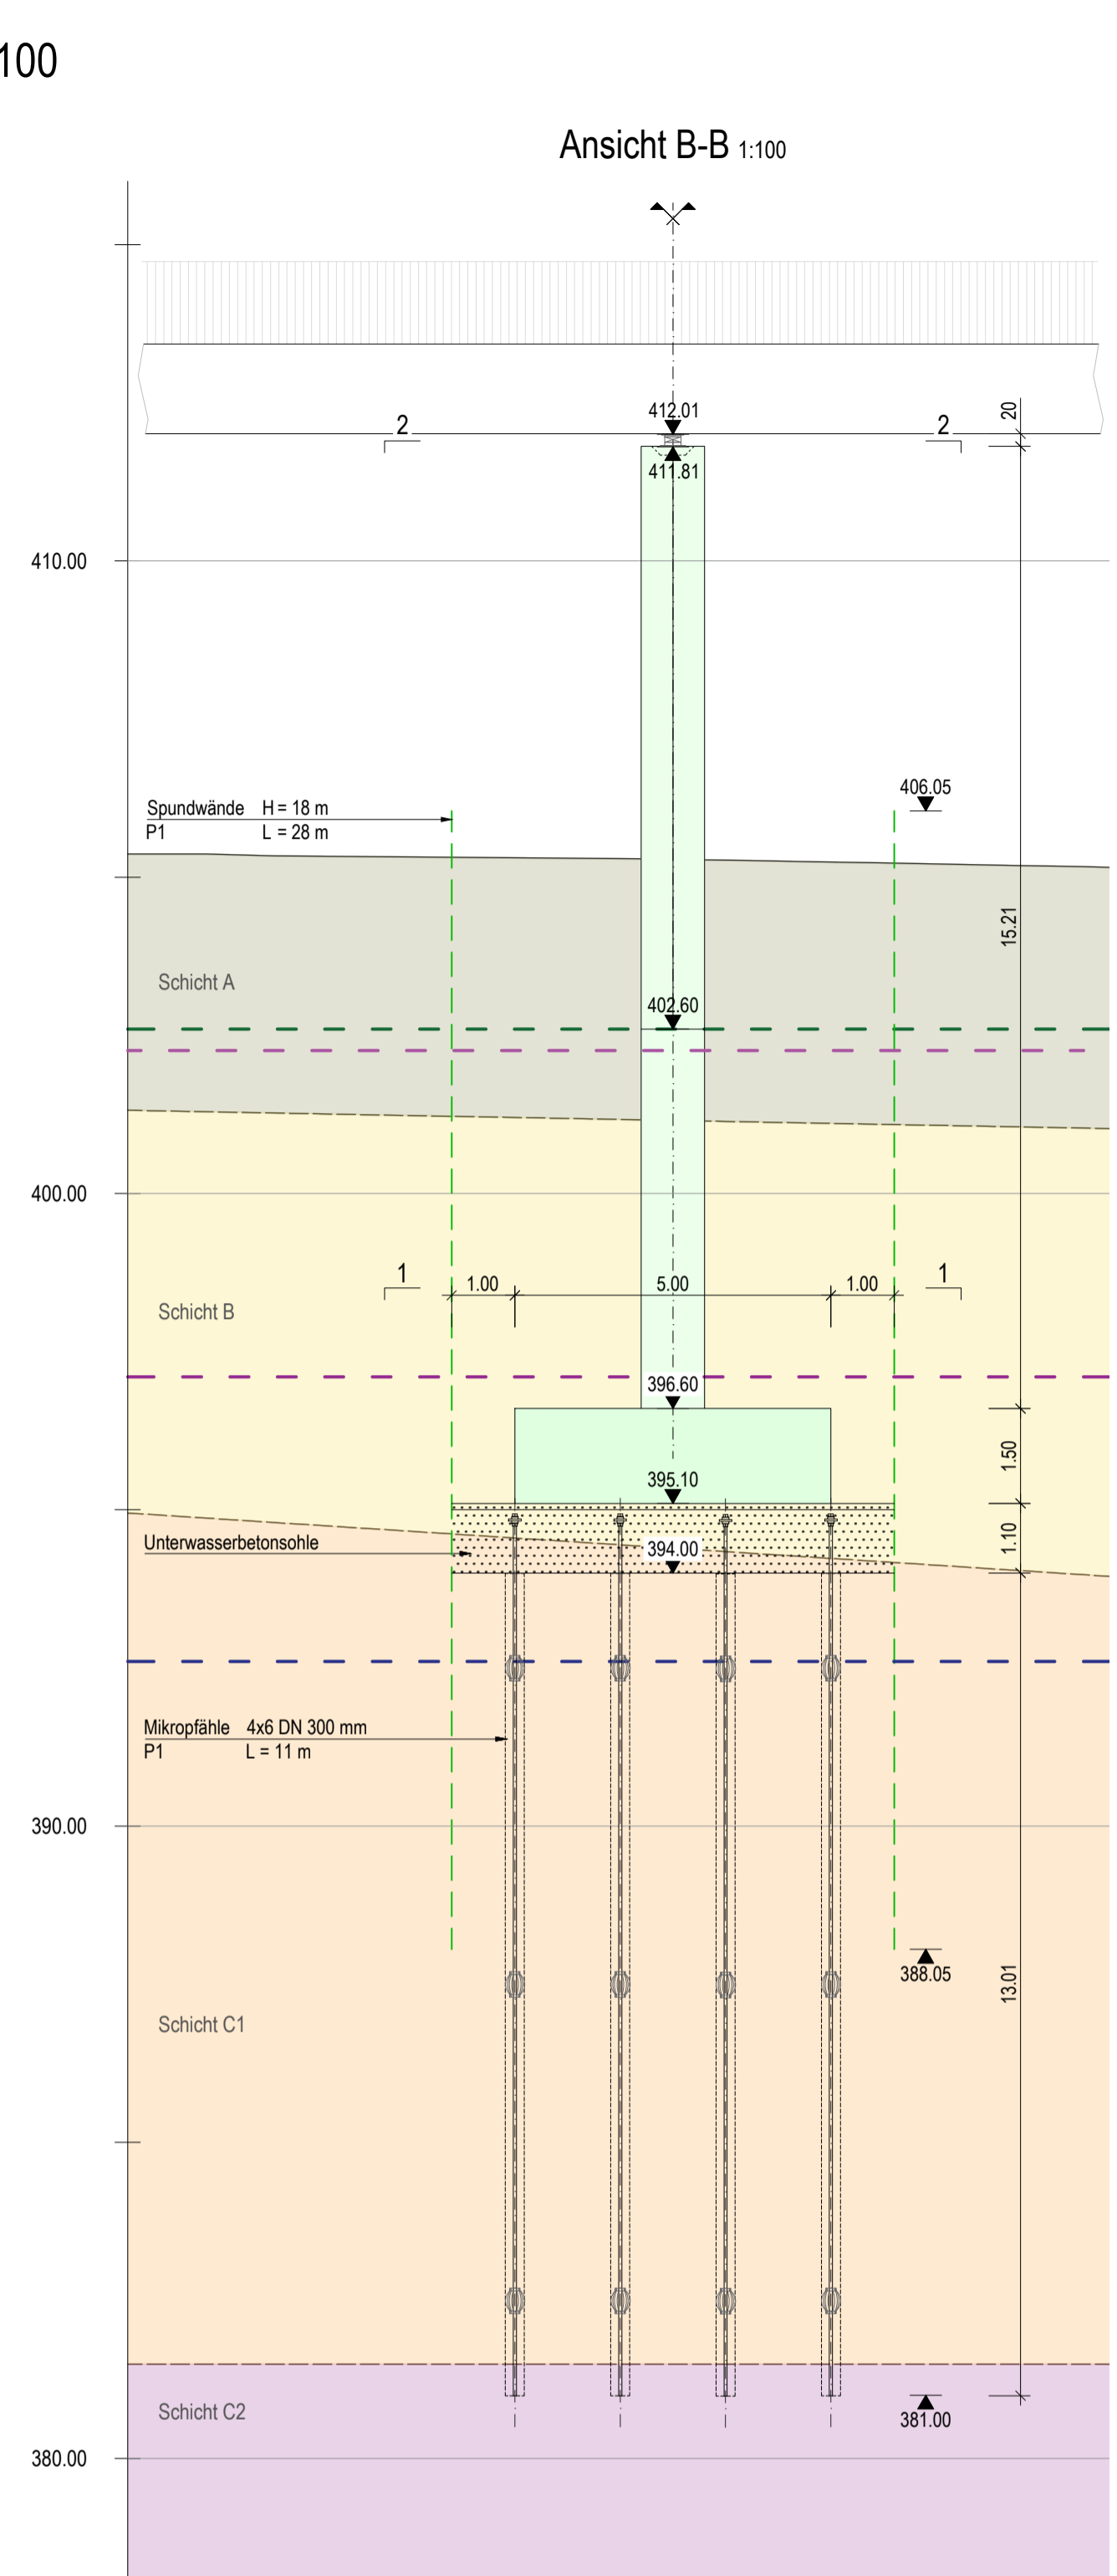 100
Ansicht B-B 1:100
412.01
20
2
2
411.81
410.00
406.05
Spundwände H = 18 m
P1 L = 28 m
15.21
Schicht A
402.60
400.00
1
1.00
5.00
1.00
1
Schicht B
396.60
1.50
395.10
1.10
Unterwasserbetonsohle
394.00
Mikropfähle 4x6 DN 300 mm
P1 L = 11 m
390.00
388.05
13.01
Schicht C1
Schicht C2
381.00
380.00